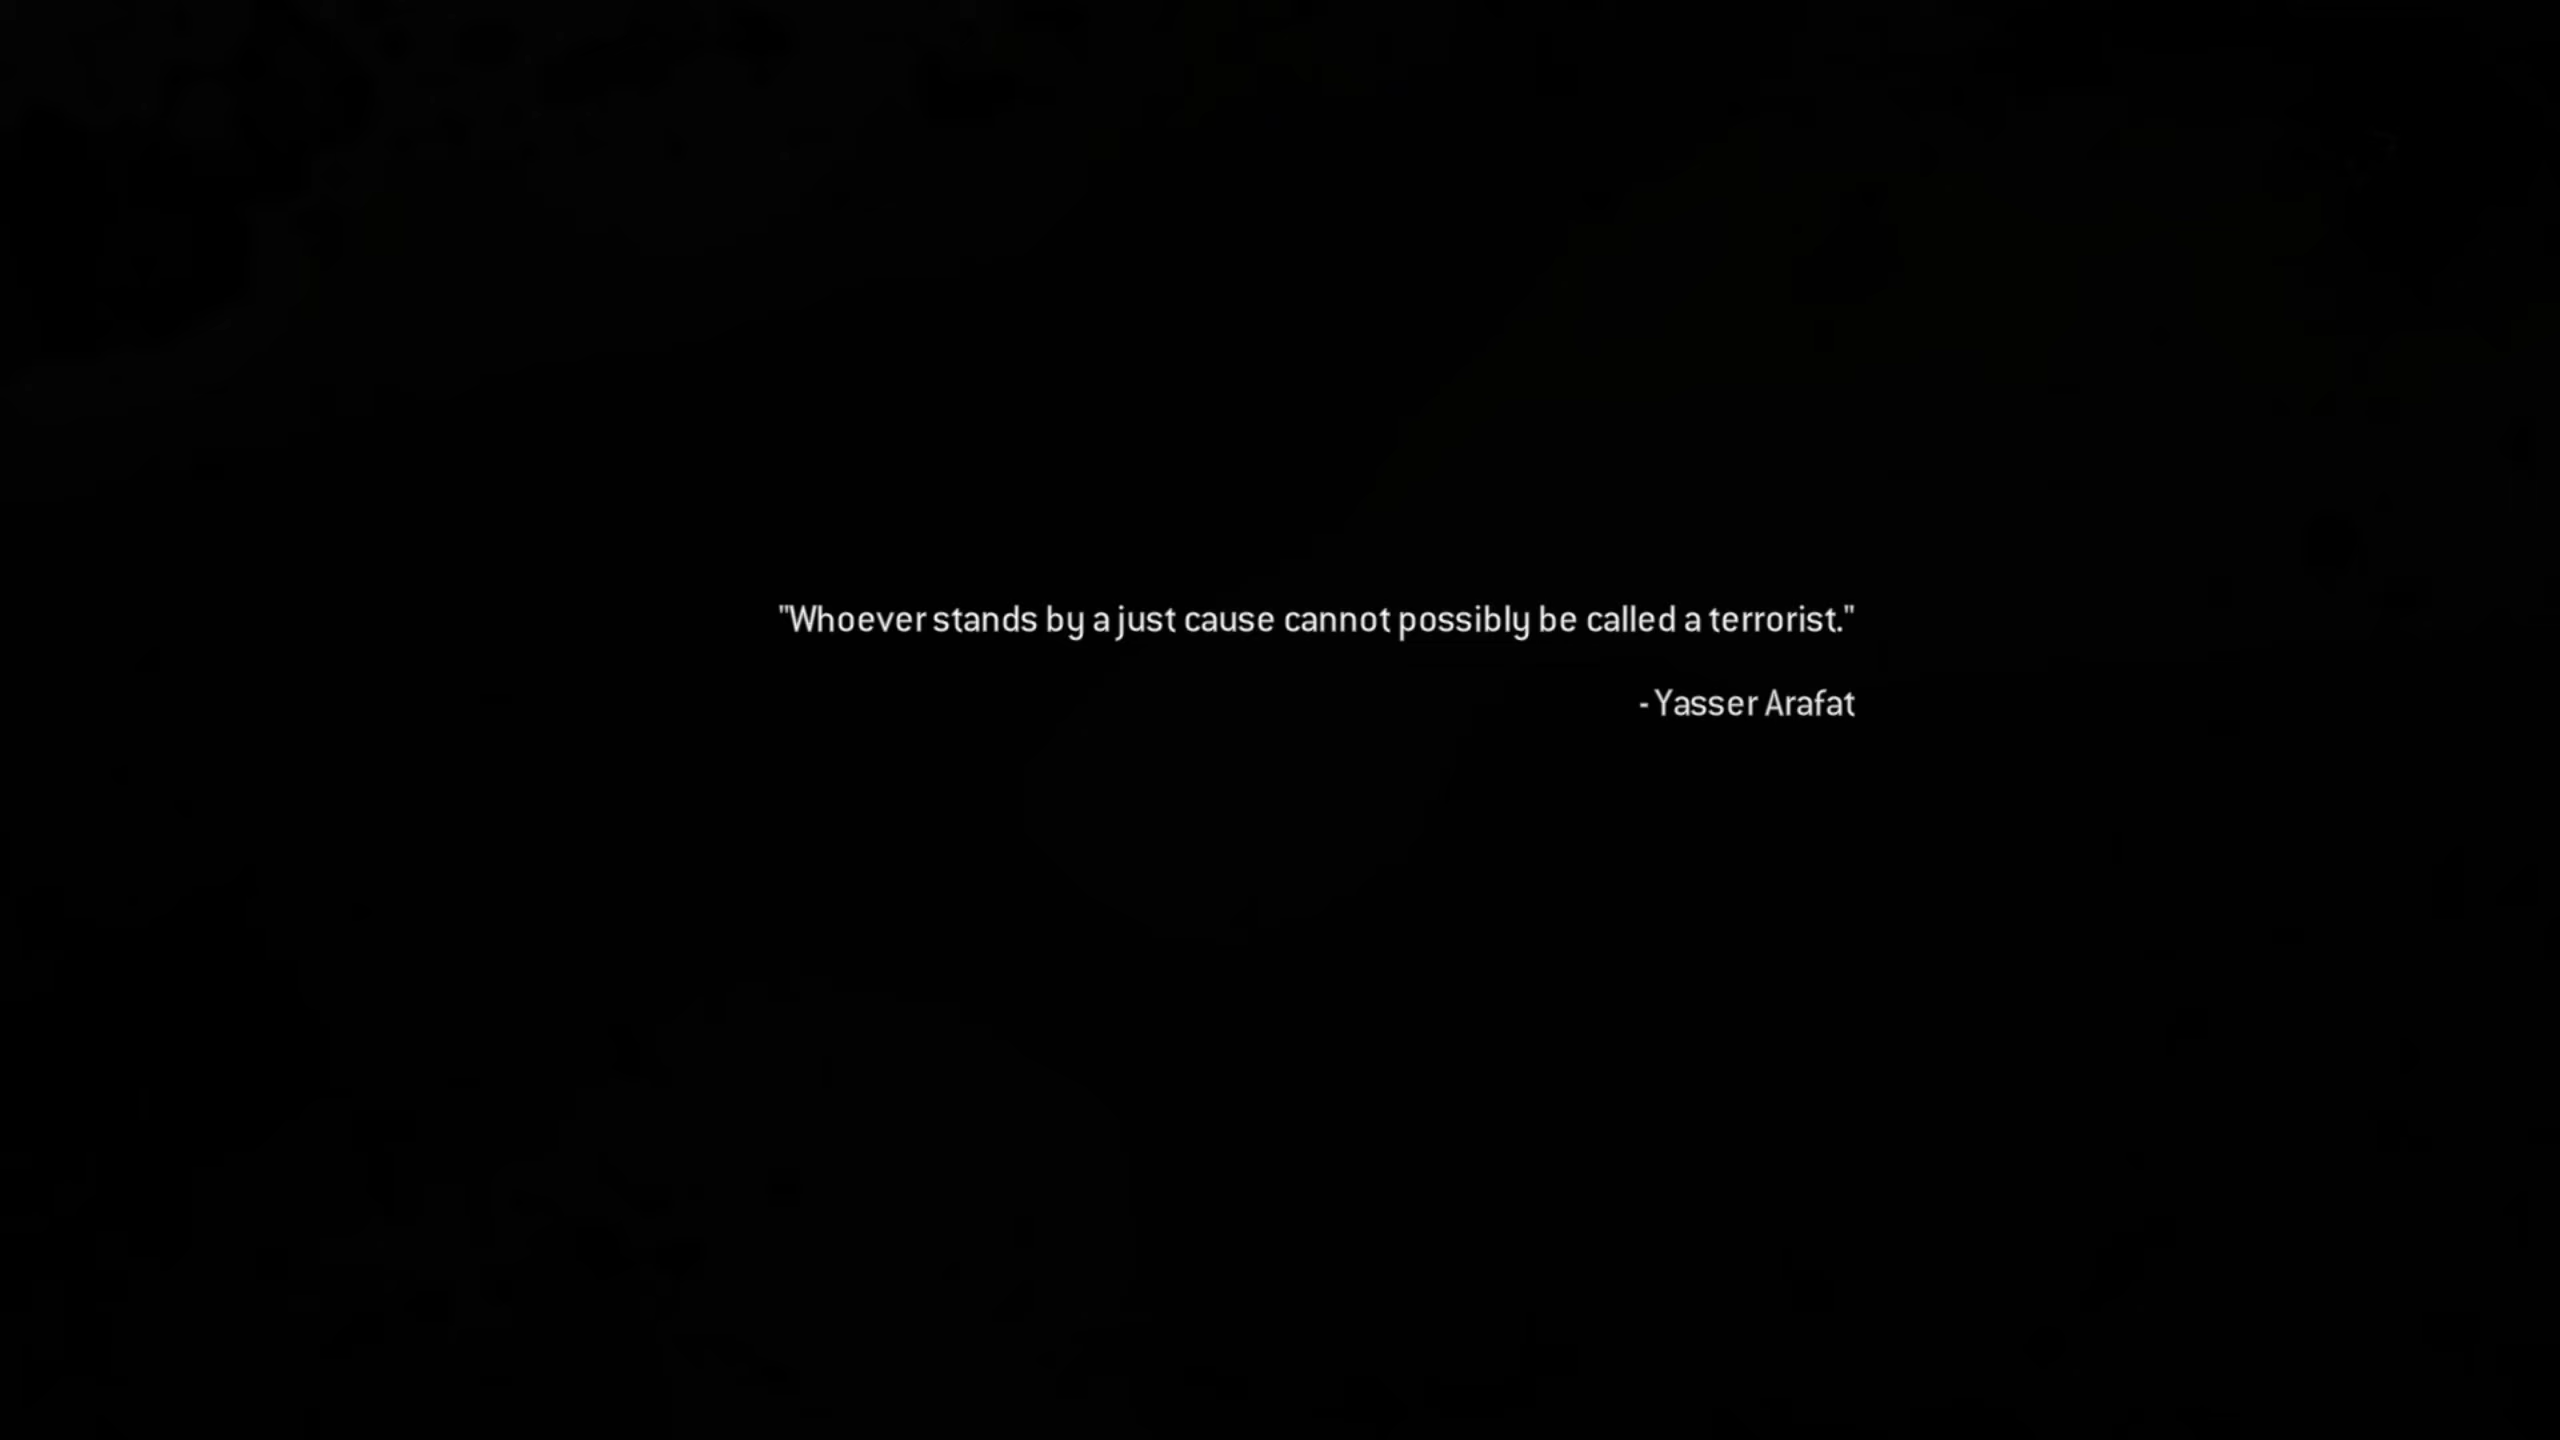 "Whoever stands by a just cause cannot possibly be called a terrorist."
- Yasser Arafat